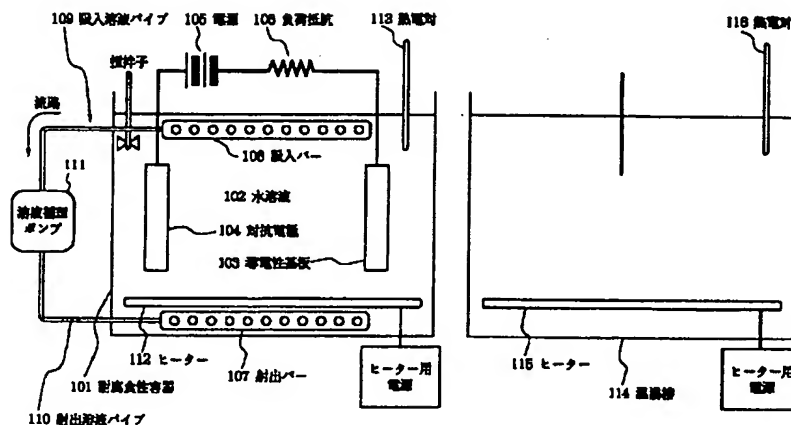 109 吸入溶液パイプ
105 電源
106 負荷抵抗
113 熱電対
116 熱電対
攪拌子
流路
111
108 吸入バー
溶液循環
ポンプ
102 水溶液
104 対抗電極
103 導電性基板
112 ヒーター
107 射出バー
115 ヒーター
101 耐腐食性容器
ヒーター用
電源
114 温湯槽
ヒーター用
電源
110 射出溶液パイプ